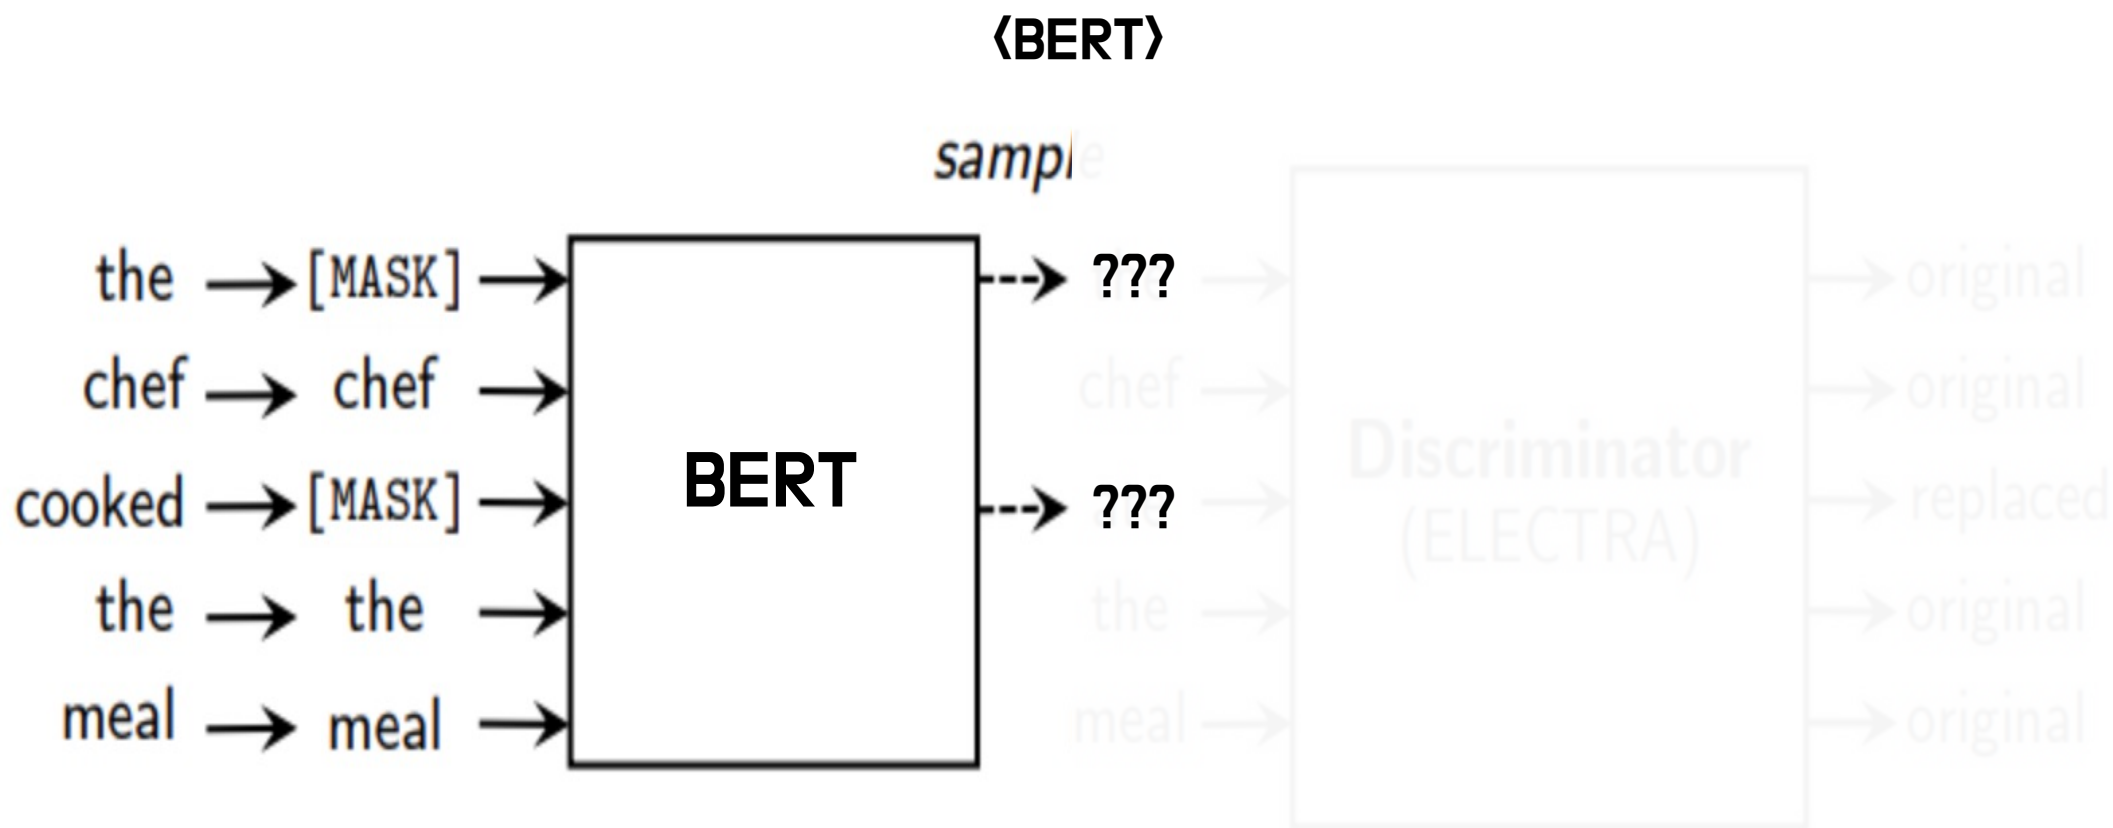 〈BERT〉
sample
the [MASK] ??? original
chef chef chef original
cooked [MASK] ??? replaced
the the the original
meal meal meal original
BERT
Discriminator
(ELECTRA)